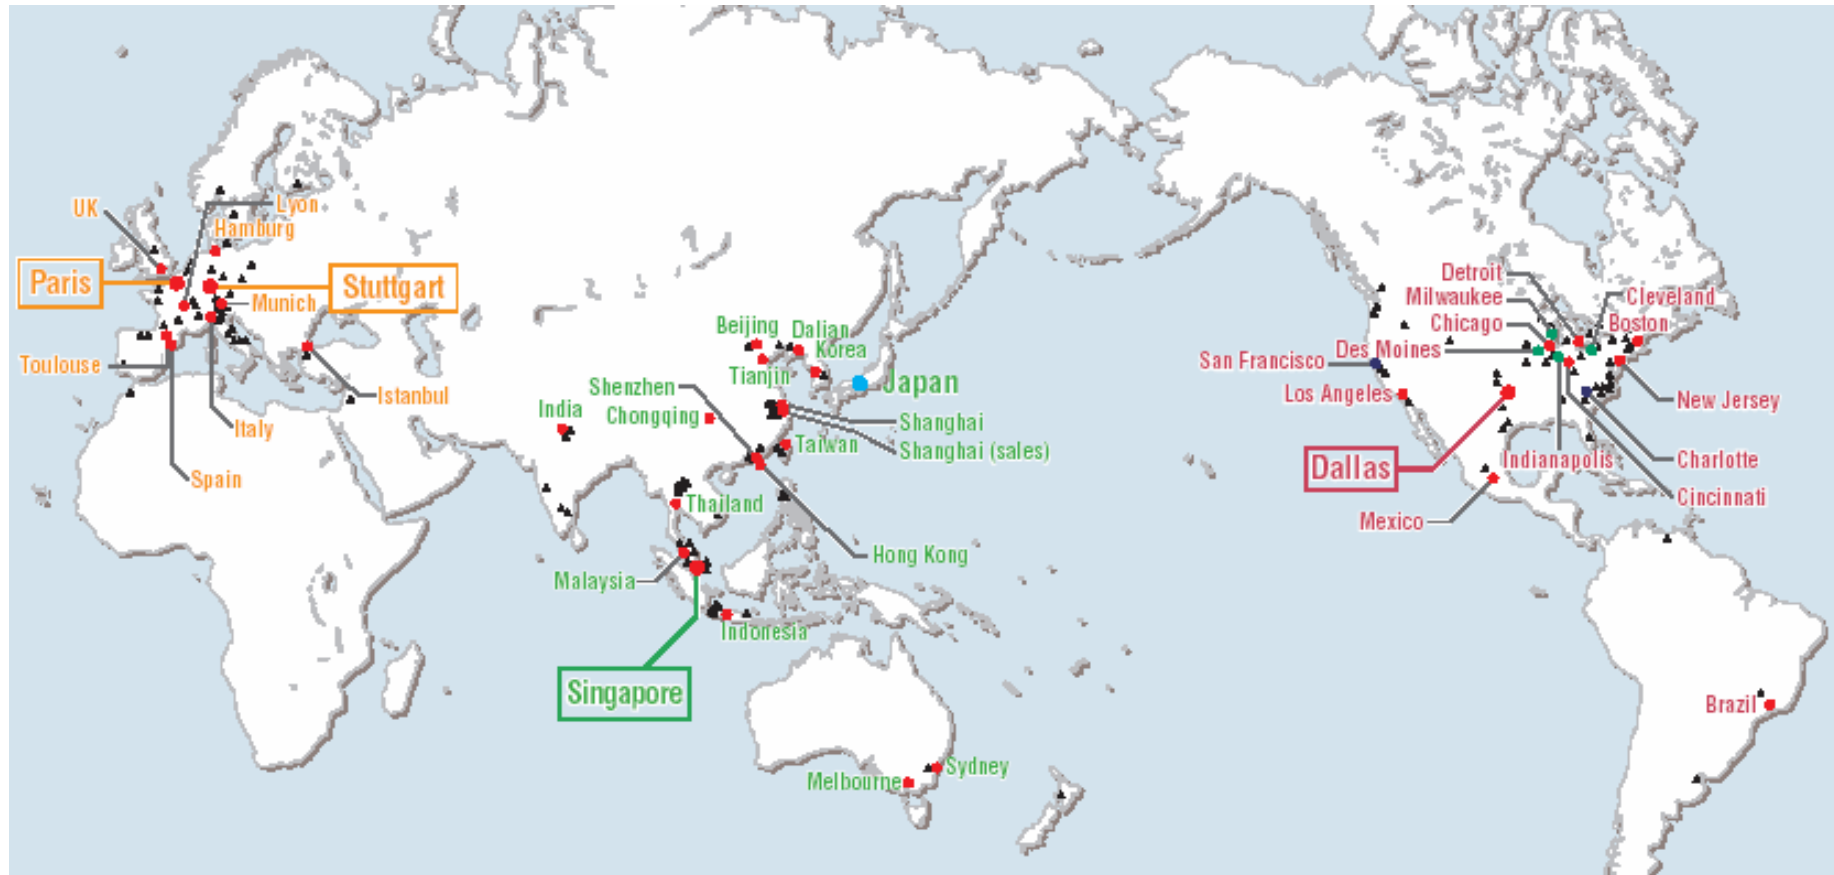 UK
Lyon
Hamburg
Paris
Stuttgart
Munich
Toulouse
Istanbul
Italy
Spain
Beijing
Dalian
Korea
Tianjin
Japan
Shenzhen
Chongqing
India
Shanghai
Shanghai (sales)
Taiwan
Thailand
Hong Kong
Malaysia
Indonesia
Singapore
Melbourne
Sydney
Detroit
Milwaukee
Cleveland
Chicago
Boston
Des Moines
San Francisco
Los Angeles
New Jersey
Dallas
Indianapolis
Charlotte
Cincinnati
Mexico
Brazil